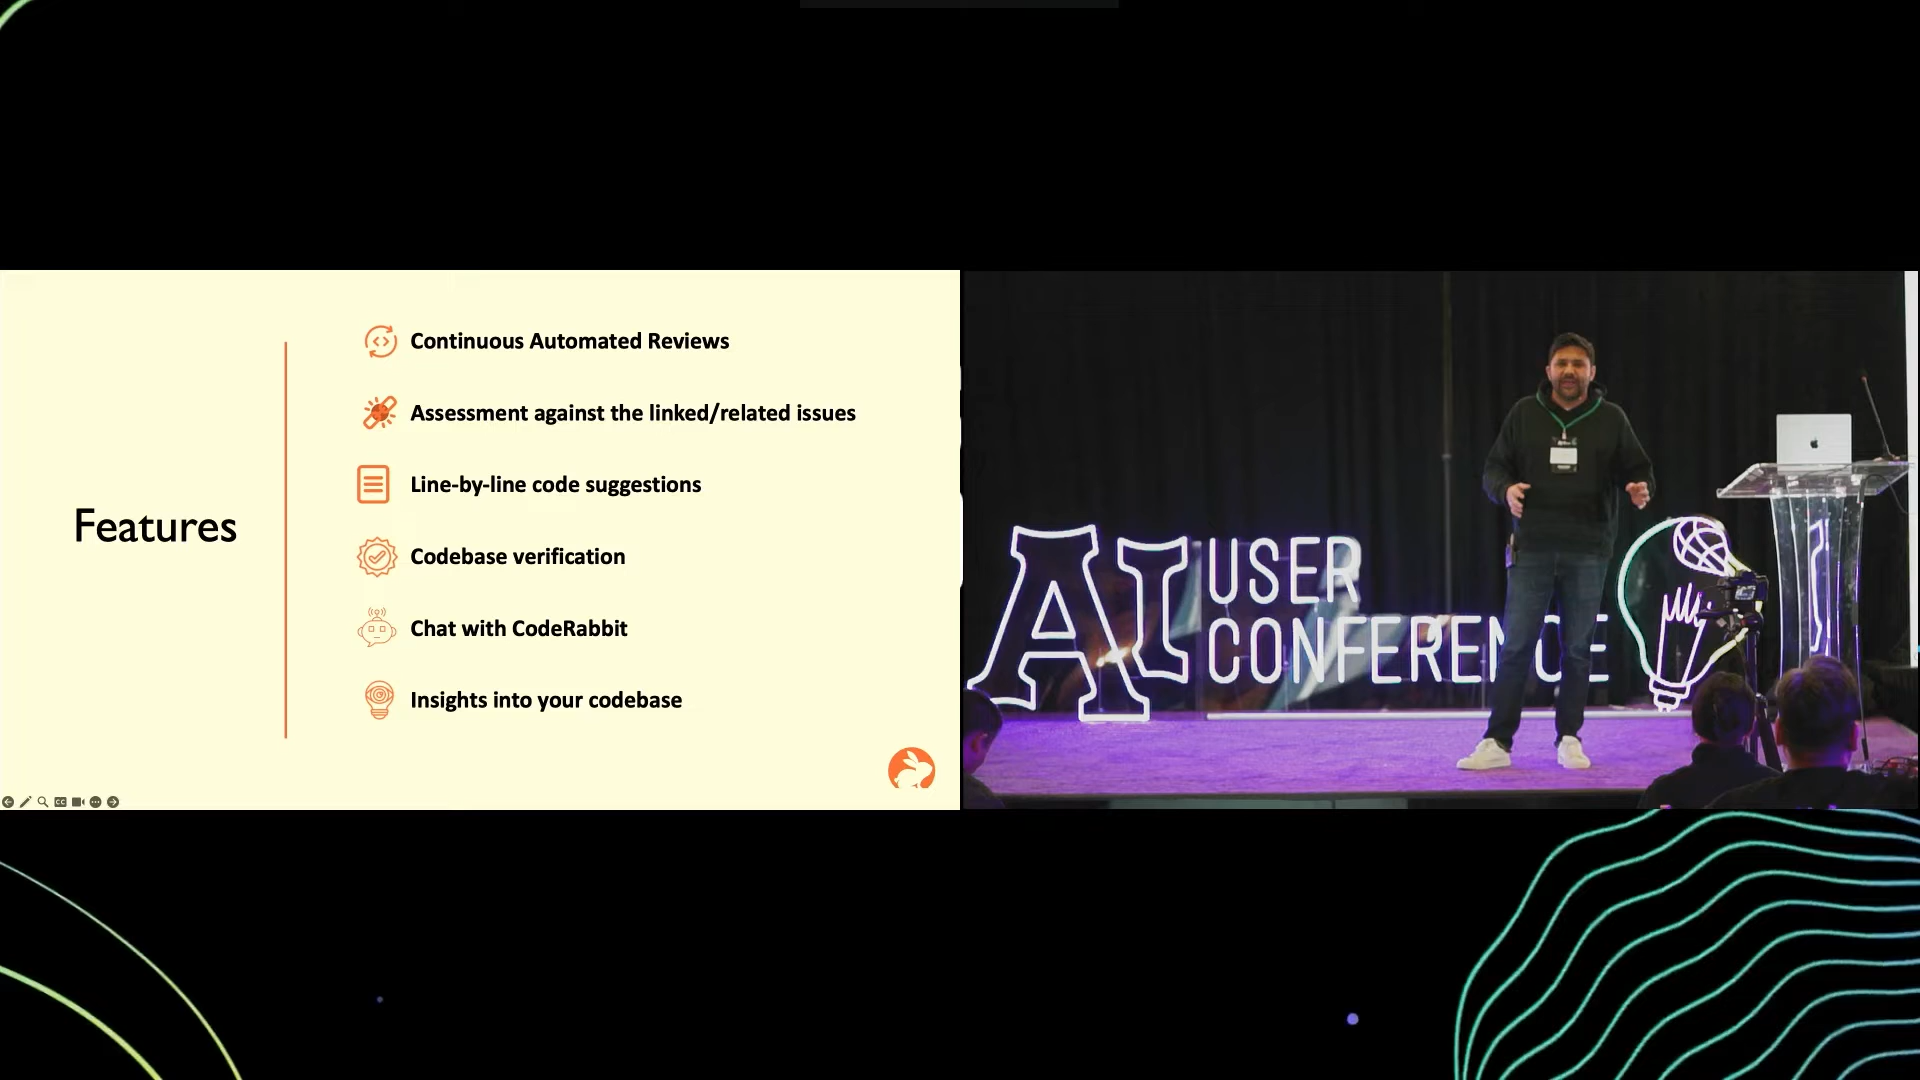 Features
Continuous Automated Reviews
Assessment against the linked/related issues
Line-by-line code suggestions
Codebase verification
Chat with CodeRabbit
Insights into your codebase
AI USER
CONFERENCE